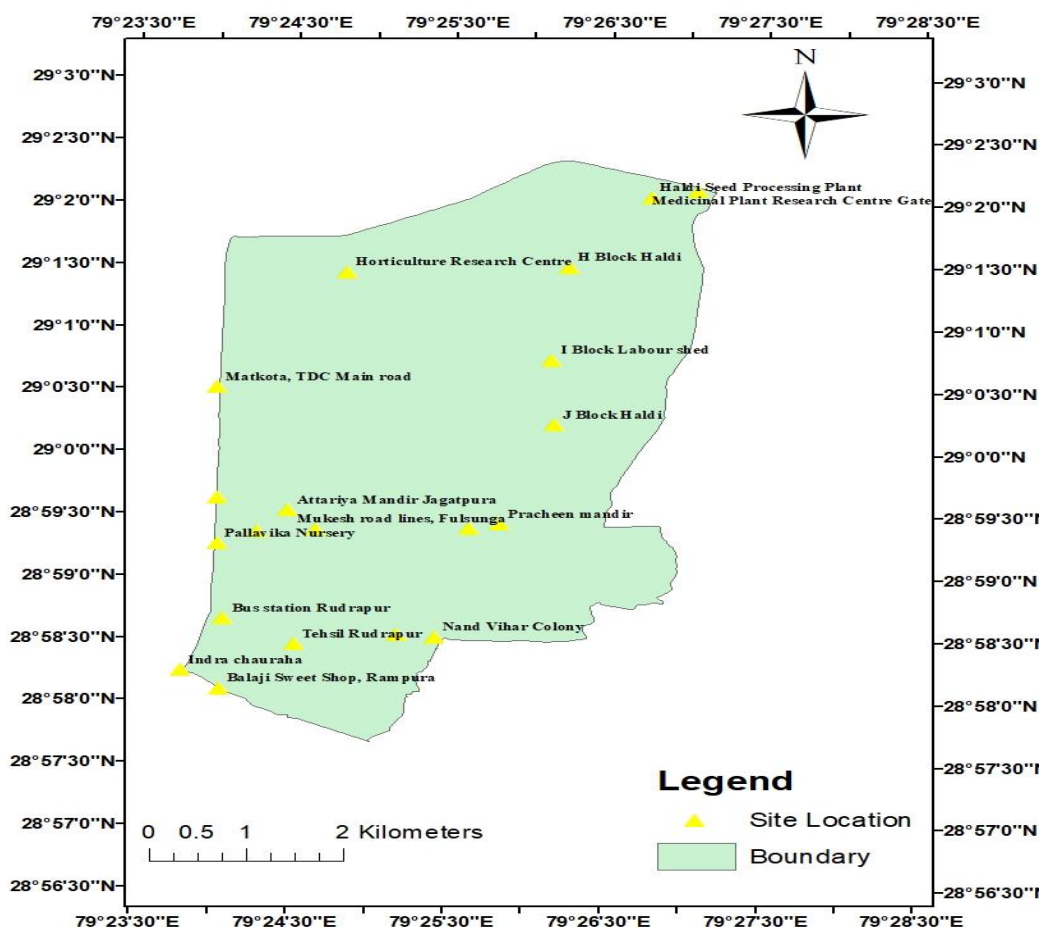 79°23'30"E 79°24'30"E 79°25'30"E 79°26'30"E 79°27'30"E 79°28'30"E
N
29°3'0"N 29°3'0"N
29°2'30"N 29°2'30"N
Haldi Seed Processing Plant
29°2'0"N Medicinal Plant Research Centre Gate 29°2'0"N
Horticulture Research Centre H Block Haldi
29°1'30"N 29°1'30"N
29°1'0"N 29°1'0"N
I Block Labour shed
Matkota, TDC Main road
29°0'30"N 29°0'30"N
J Block Haldi
29°0'0"N 29°0'0"N
Attariya Mandir Jagatpura
28°59'30"N Mukesh road lines, Fulsunga Pracheen mandir 28°59'30"N
Pallavika Nursery
28°59'0"N 28°59'0"N
Bus station Rudrapur
28°58'30"N Tehsil Rudrapur Nand Vihar Colony 28°58'30"N
Indra chauraha
Balaji Sweet Shop, Rampura
28°58'0"N 28°58'0"N
28°57'30"N 28°57'30"N
Legend
28°57'0"N 0 0.5 1 2 Kilometers Site Location 28°57'0"N
Boundary
28°56'30"N 28°56'30"N
79°23'30"E 79°24'30"E 79°25'30"E 79°26'30"E 79°27'30"E 79°28'30"E